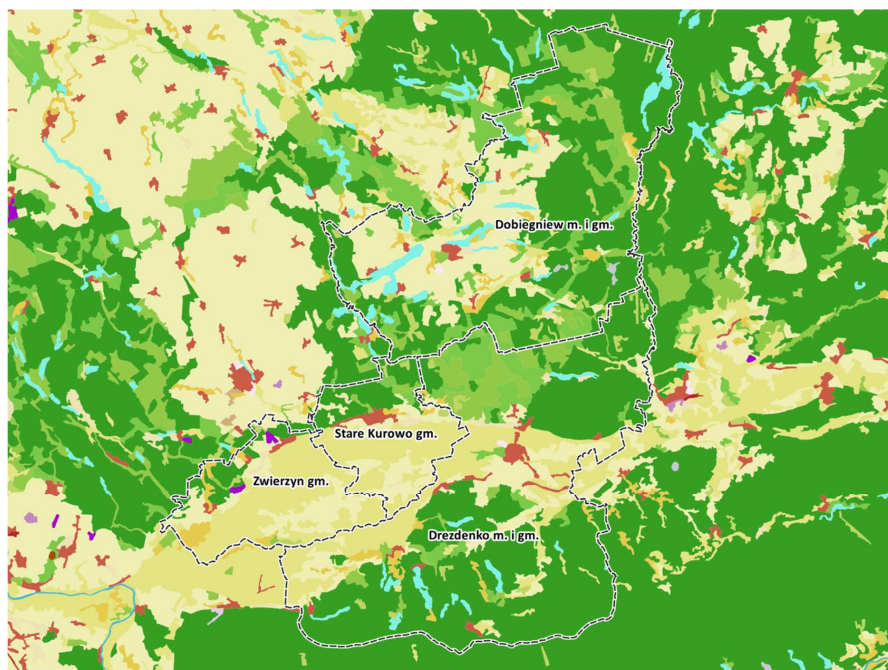 Dobiegniew m. i gm.
Stare Kurowo gm.
Zwierzyn gm.
Drezdenko m. i gm.